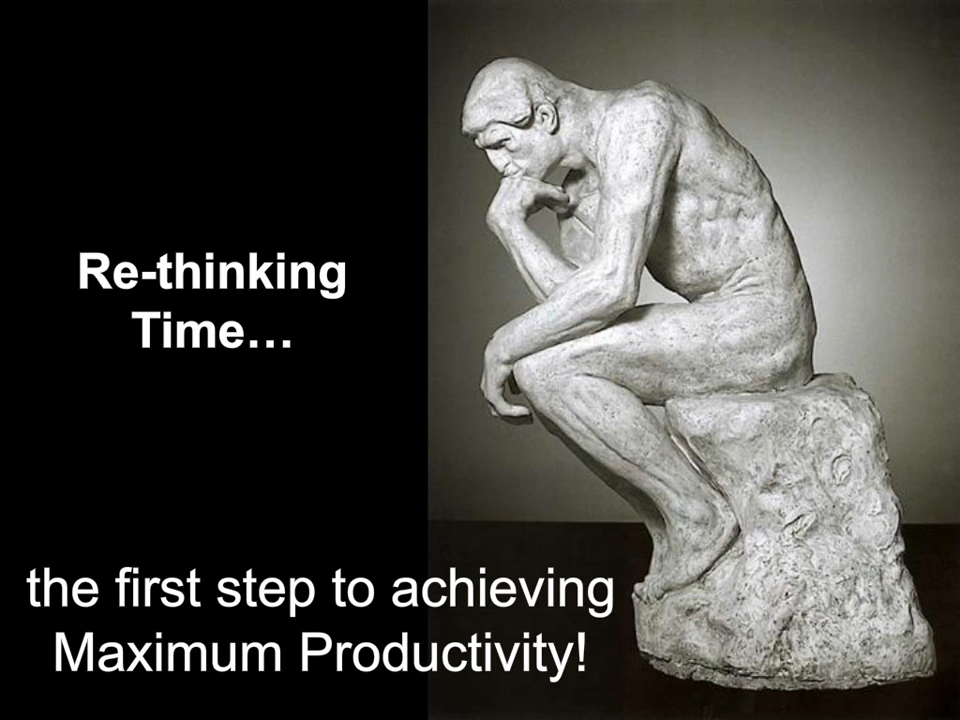 Re-thinking
Time…
the first step to achieving
Maximum Productivity!